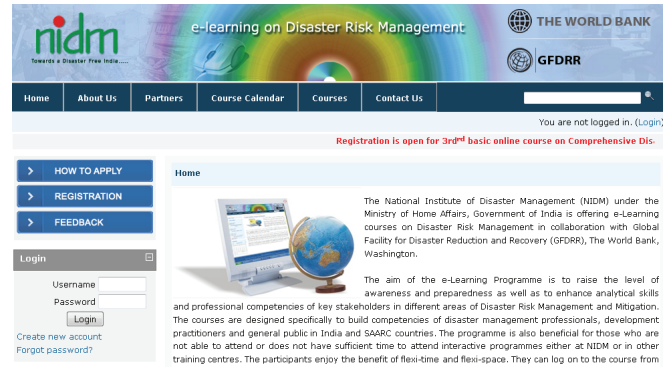 nidm
Towards a Disaster Free India.....
e-learning on Disaster Risk Management
THE WORLD BANK
GFDRR
Home About Us Partners Course Calendar Courses Contact Us
You are not logged in. (Login)
Registration is open for 3rd rd basic online course on Comprehensive Dis-
HOW TO APPLY
REGISTRATION
FEEDBACK
Login
Username
Password
Login
Create new account
Forgot password?
Home
The National Institute of Disaster Management (NIDM) under the
Ministry of Home Affairs, Government of India is offering e-Learning
courses on Disaster Risk Management in collaboration with Global
Facility for Disaster Reduction and Recovery (GFDRR), The World Bank,
Washington.
The aim of the e-Learning Programme is to raise the level of
awareness and preparedness as well as to enhance analytical skills
and professional competencies of key stakeholders in different areas of Disaster Risk Management and Mitigation.
The courses are designed specifically to build competencies of disaster management professionals, development
practitioners and general public in India and SAARC countries. The programme is also beneficial for those who are
not able to attend or does not have sufficient time to attend interactive programmes either at NIDM or in other
training centres. The participants enjoy the benefit of flexi-time and flexi-space. They can log on to the course from